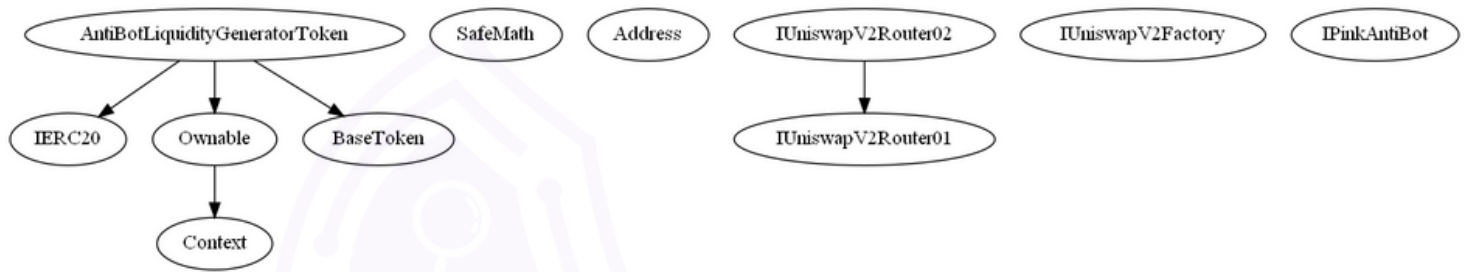 AntiBotLiquidityGeneratorToken
SafeMath
Address
IUniswapV2Router02
IUniswapV2Factory
IPinkAntiBot
IERC20
Ownable
BaseToken
IUniswapV2Router01
Context